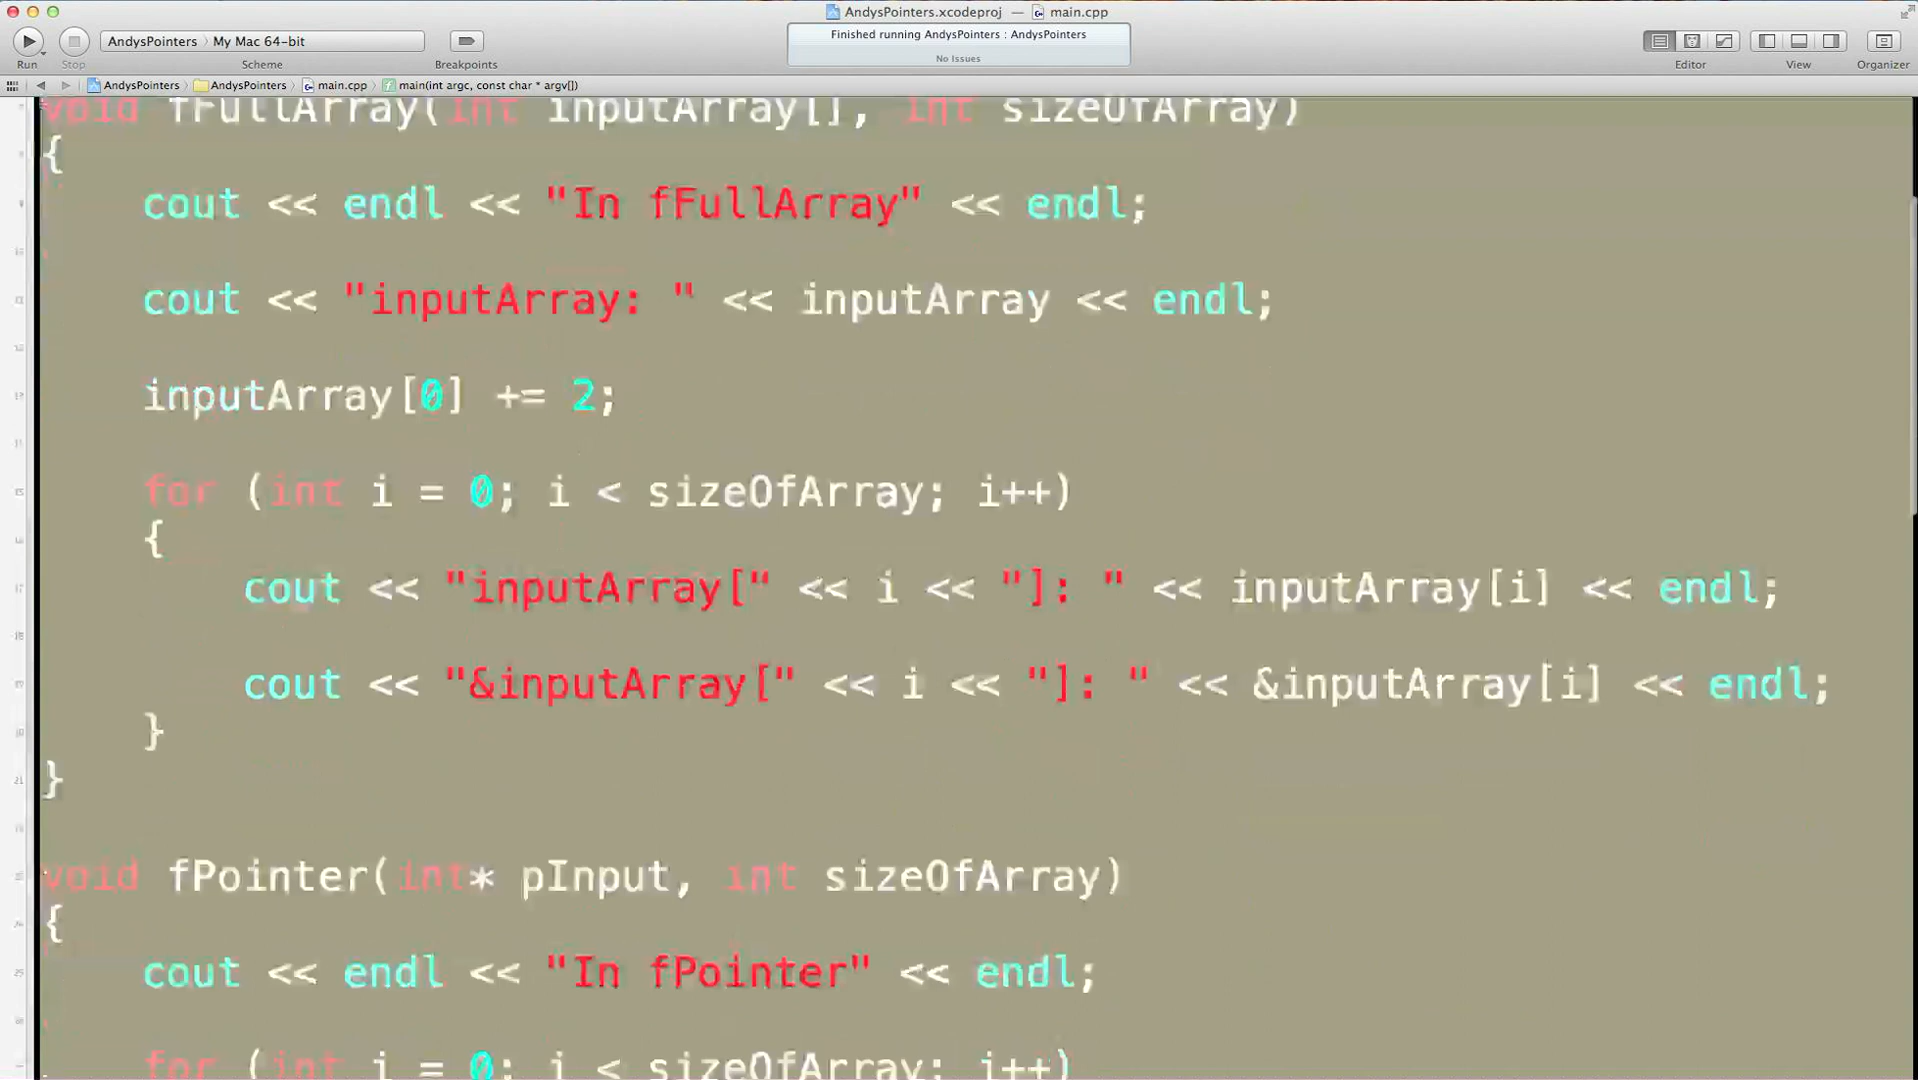 AndysPointers.xcodeproj — main.cpp
AndysPointers › My Mac 64-bit
Finished running AndysPointers : AndysPointers
No Issues
Run Stop Scheme Breakpoints Editor View Organizer
AndysPointers › AndysPointers › main.cpp › main(int argc, const char * argv[])
void fFullArray(int inputArray[], int sizeOfArray)
{
cout << endl << "In fFullArray" << endl;
cout << "inputArray: " << inputArray << endl;
inputArray[0] += 2;
for (int i = 0; i < sizeOfArray; i++)
{
cout << "inputArray[" << i << "]: " << inputArray[i] << endl;
cout << "&inputArray[" << i << "]: " << &inputArray[i] << endl;
}
}
void fPointer(int* pInput, int sizeOfArray)
{
cout << endl << "In fPointer" << endl;
for (int i = 0; i < sizeOfArray; i++)